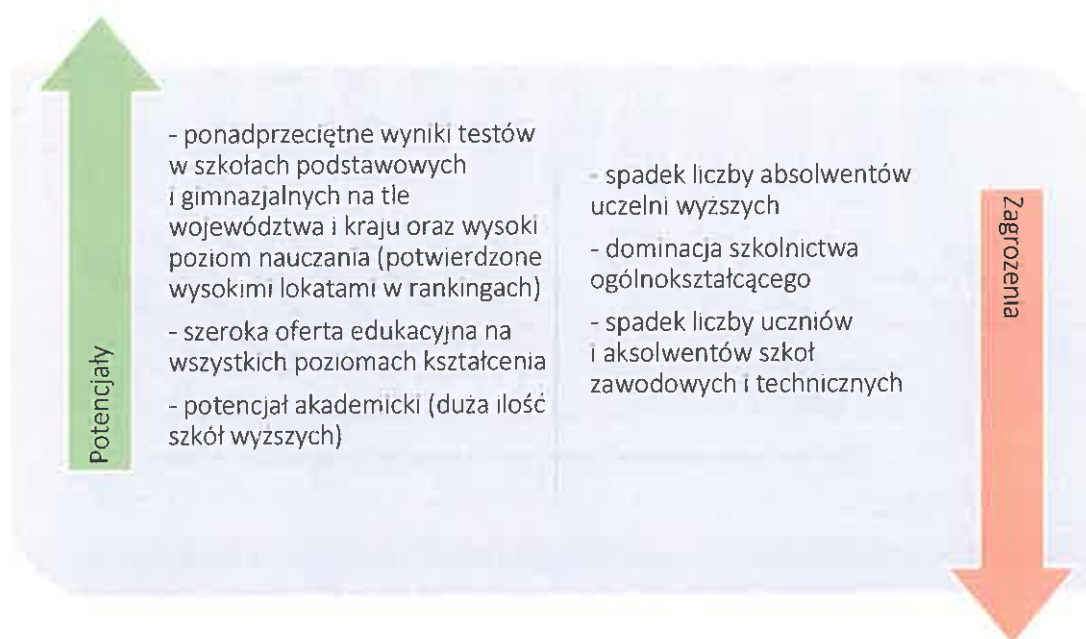 Potencjały
- ponadprzeciętne wyniki testów
w szkołach podstawowych
i gimnazjalnych na tle
województwa i kraju oraz wysoki
poziom nauczania (potwierdzone
wysokimi lokatami w rankingach)
- szeroka oferta edukacyjna na
wszystkich poziomach kształcenia
- potencjał akademicki (duża ilość
szkół wyższych)
- spadek liczby absolwentów
uczelni wyższych
- dominacja szkolnictwa
ogólnokształcącego
- spadek liczby uczniów
i aksolwentów szkół
zawodowych i technicznych
Zagrożenia